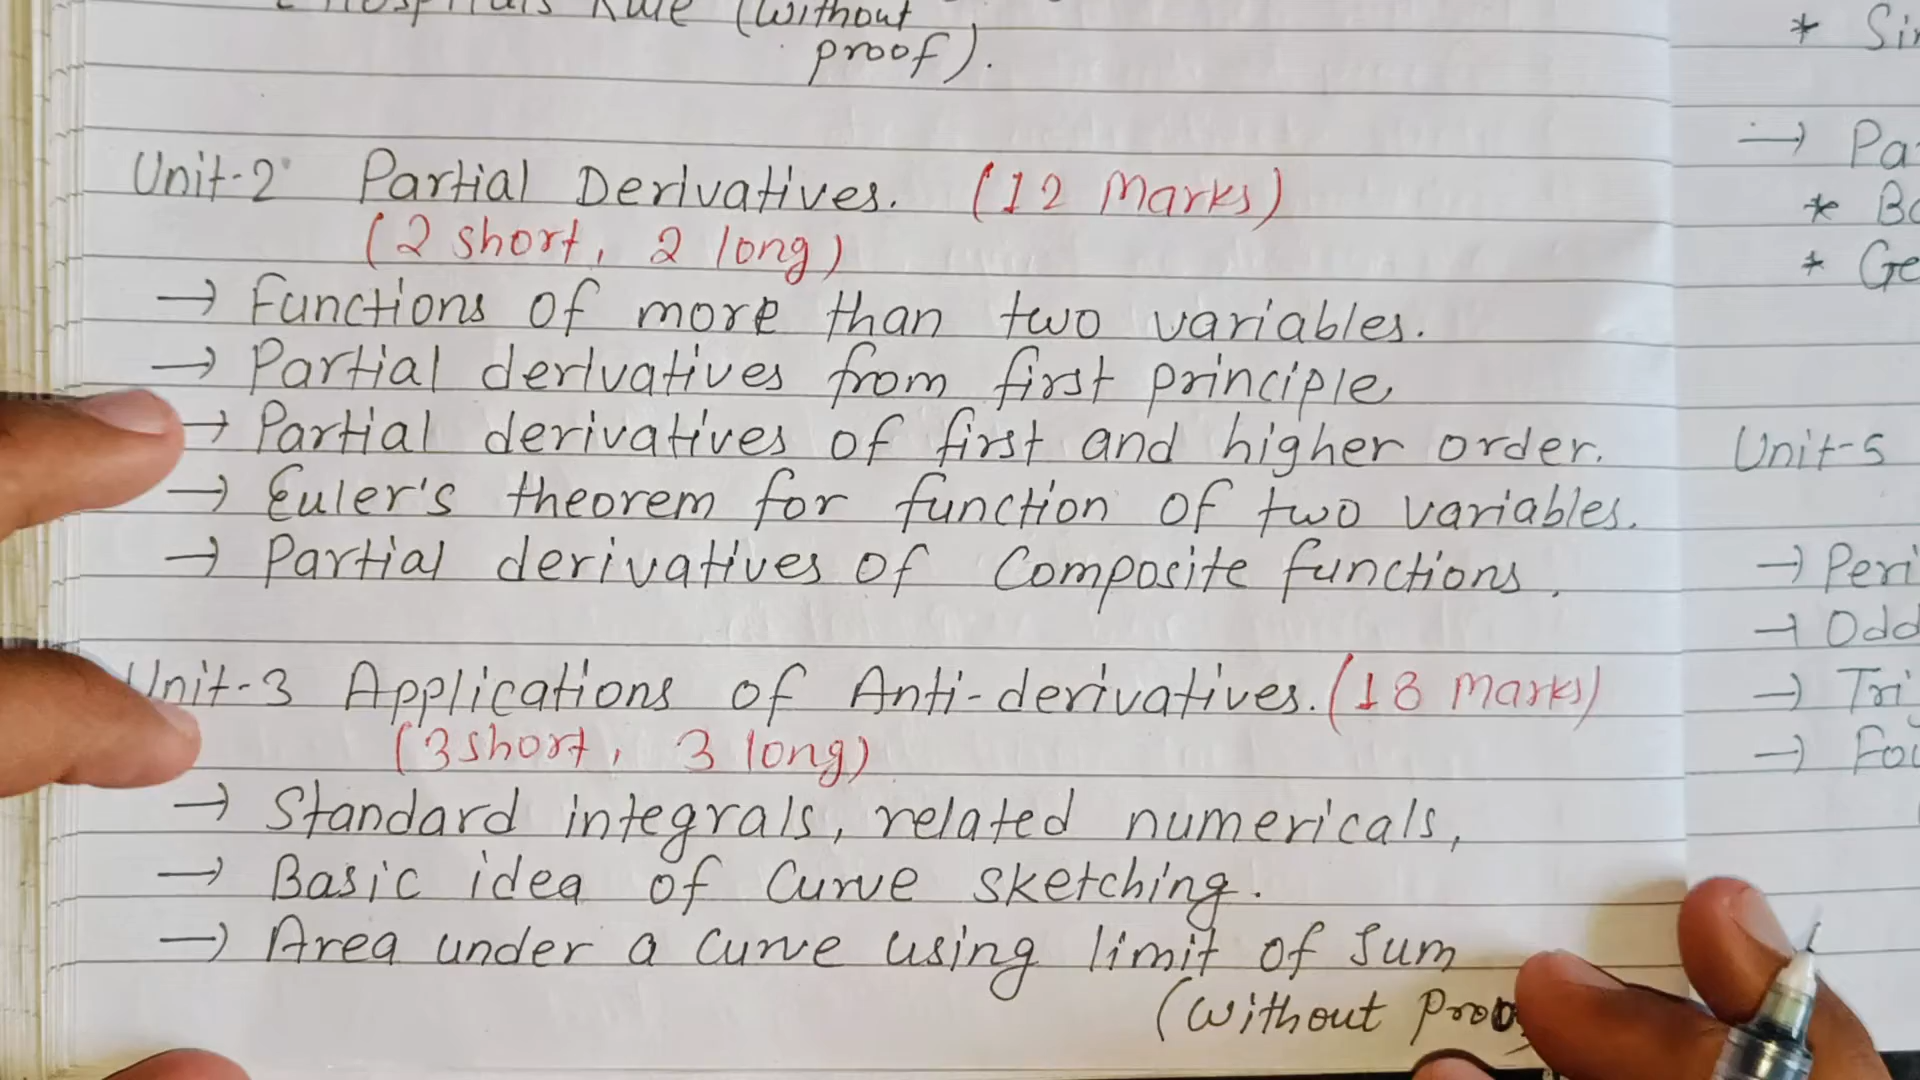 Rule (Without
proof).
Unit-2 Partial Derivatives. (12 Marks)
(2 short, 2 long)
→ Functions of more than two variables.
→ Partial derivatives from first principle
→ Partial derivatives of first and higher order.
→ Euler's theorem for function of two variables.
→ Partial derivatives of Composite functions.
Unit-3 Applications of Anti-derivatives. (18 Marks)
(3 short, 3 long)
→ Standard integrals, related numericals,
→ Basic idea of Curve sketching.
→ Area under a curve using limit of sum
(Without
*
→
*
*
Unit-5
→
→
→
→